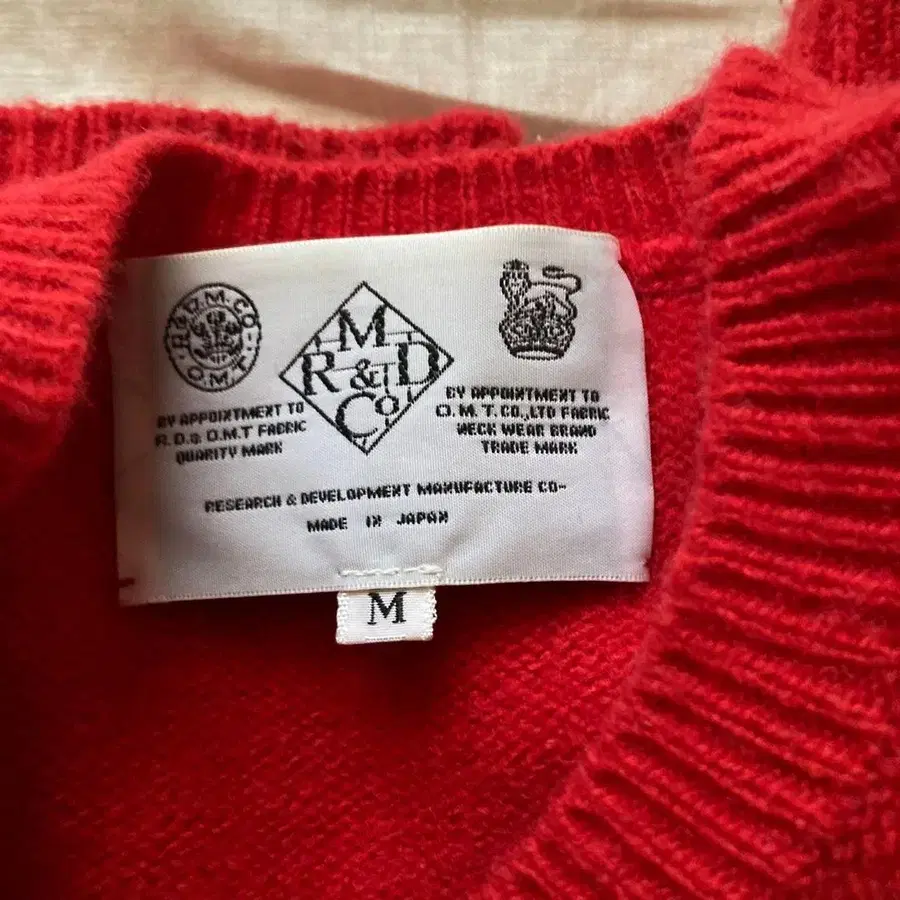 R.&D.M.CO.
O.M.T
BY APPOINTMENT TO
R.D.& O.M.T FABRIC
QUARITY MARK
M
R & D
Co
BY APPOINTMENT TO
O.M.T.CO.,LTD FABRIC
NECK WEAR BRAND
TRADE MARK
RESEARCH & DEVELOPMENT MANUFACTURE CO-
MADE IN JAPAN
M